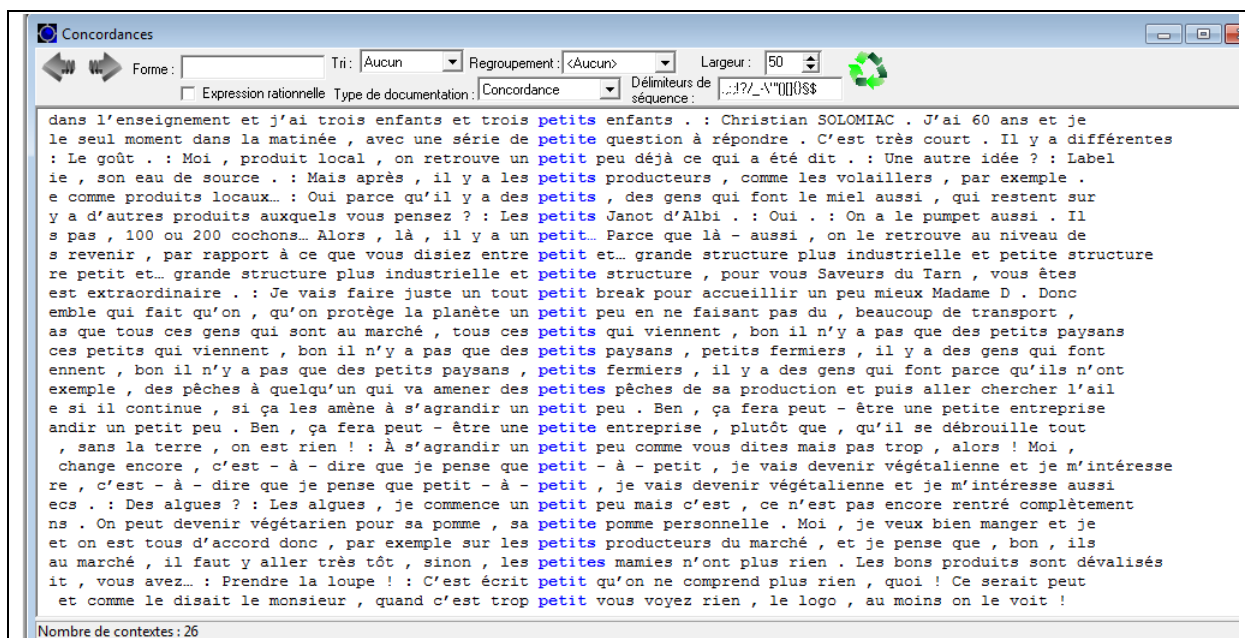 Concordances
Forme : Tri : Aucun Regroupement : <Aucun> Largeur : 50
Expression rationnelle Type de documentation : Concordance Délimiteurs de séquence :
dans l'enseignement et j'ai trois enfants et trois petits enfants . : Christian SOLOMIAC . J'ai 60 ans et je
le seul moment dans la matinée , avec une série de petite question à répondre . C'est très court . Il y a différentes
: Le goût . : Moi , produit local , on retrouve un petit peu déjà ce qui a été dit . : Une autre idée ? : Label
ie , son eau de source . : Mais après , il y a les petits producteurs , comme les volaillers , par exemple .
e comme produits locaux… : Oui parce qu'il y a des petits , des gens qui font le miel aussi , qui restent sur
y a d'autres produits auxquels vous pensez ? : Les petits Janot d'Albi . : Oui . : On a le pumpet aussi . Il
s pas , 100 ou 200 cochons… Alors , là , il y a un petit… Parce que là - aussi , on le retrouve au niveau de
s revenir , par rapport à ce que vous disiez entre petit et… grande structure plus industrielle et petite structure
re petit et… grande structure plus industrielle et petite structure , pour vous Saveurs du Tarn , vous êtes
est extraordinaire . : Je vais faire juste un tout petit break pour accueillir un peu mieux Madame D . Donc
emble qui fait qu'on , qu'on protège la planète un petit peu en ne faisant pas du , beaucoup de transport ,
as que tous ces gens qui sont au marché , tous ces petits qui viennent , bon il n'y a pas que des petits paysans
ces petits qui viennent , bon il n'y a pas que des petits paysans , petits fermiers , il y a des gens qui font
ennent , bon il n'y a pas que des petits paysans , petits fermiers , il y a des gens qui font parce qu'ils n'ont
exemple , des pêches à quelqu'un qui va amener des petites pêches de sa production et puis aller chercher l'ail
e si il continue , si ça les amène à s'agrandir un petit peu . Ben , ça fera peut - être une petite entreprise
andir un petit peu . Ben , ça fera peut - être une petite entreprise , plutôt que , qu'il se débrouille tout
, sans la terre , on est rien ! : À s'agrandir un petit peu comme vous dites mais pas trop , alors ! Moi ,
change encore , c'est - à - dire que je pense que petit - à - petit , je vais devenir végétalienne et je m'intéresse
re , c'est - à - dire que je pense que petit - à - petit , je vais devenir végétalienne et je m'intéresse aussi
ecs . : Des algues ? : Les algues , je commence un petit peu mais c'est , ce n'est pas encore rentré complètement
ns . On peut devenir végétarien pour sa pomme , sa petite pomme personnelle . Moi , je veux bien manger et je
et on est tous d'accord donc , par exemple sur les petits producteurs du marché , et je pense que , bon , ils
au marché , il faut y aller très tôt , sinon , les petites mamies n'ont plus rien . Les bons produits sont dévalisés
it , vous avez… : Prendre la loupe ! : C'est écrit petit qu'on ne comprend plus rien , quoi ! Ce serait peut
et comme le disait le monsieur , quand c'est trop petit vous voyez rien , le logo , au moins on le voit !
Nombre de contextes : 26